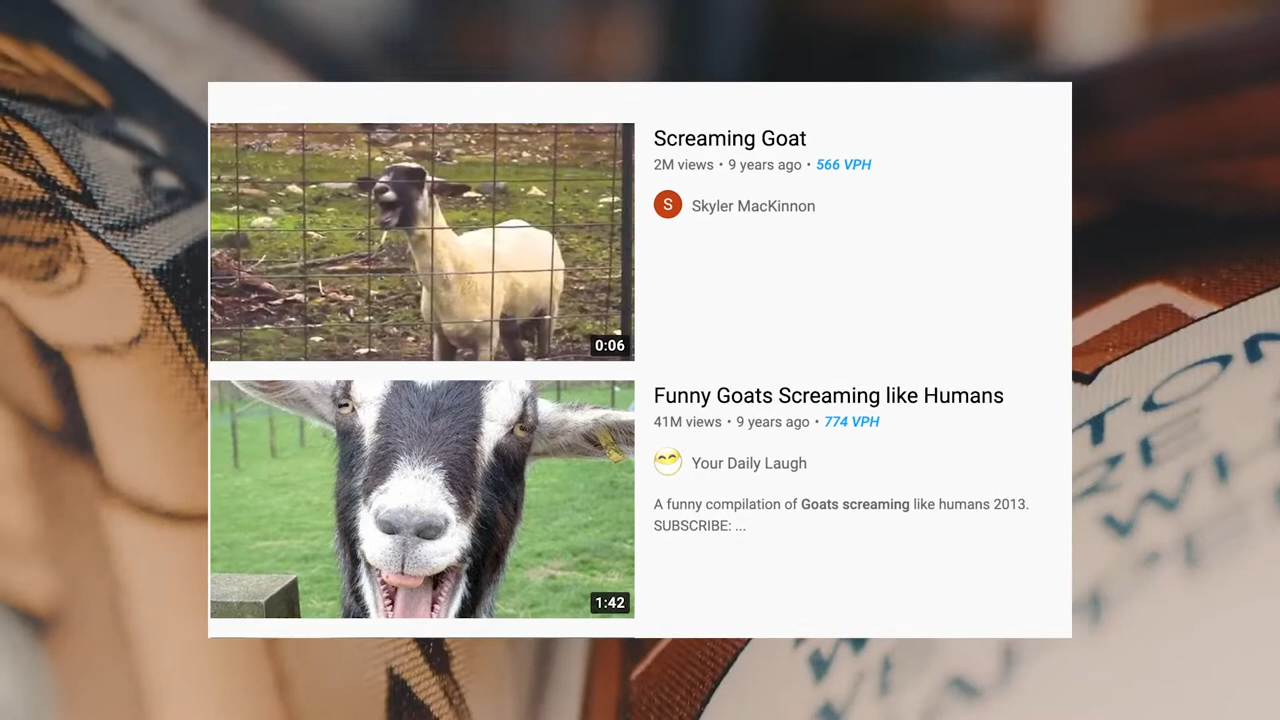 Screaming Goat
2M views • 9 years ago • 566 VPH
S
Skyler MacKinnon
0:06
Funny Goats Screaming like Humans
41M views • 9 years ago • 774 VPH
Your Daily Laugh
A funny compilation of Goats screaming like humans 2013.
SUBSCRIBE: ...
1:42